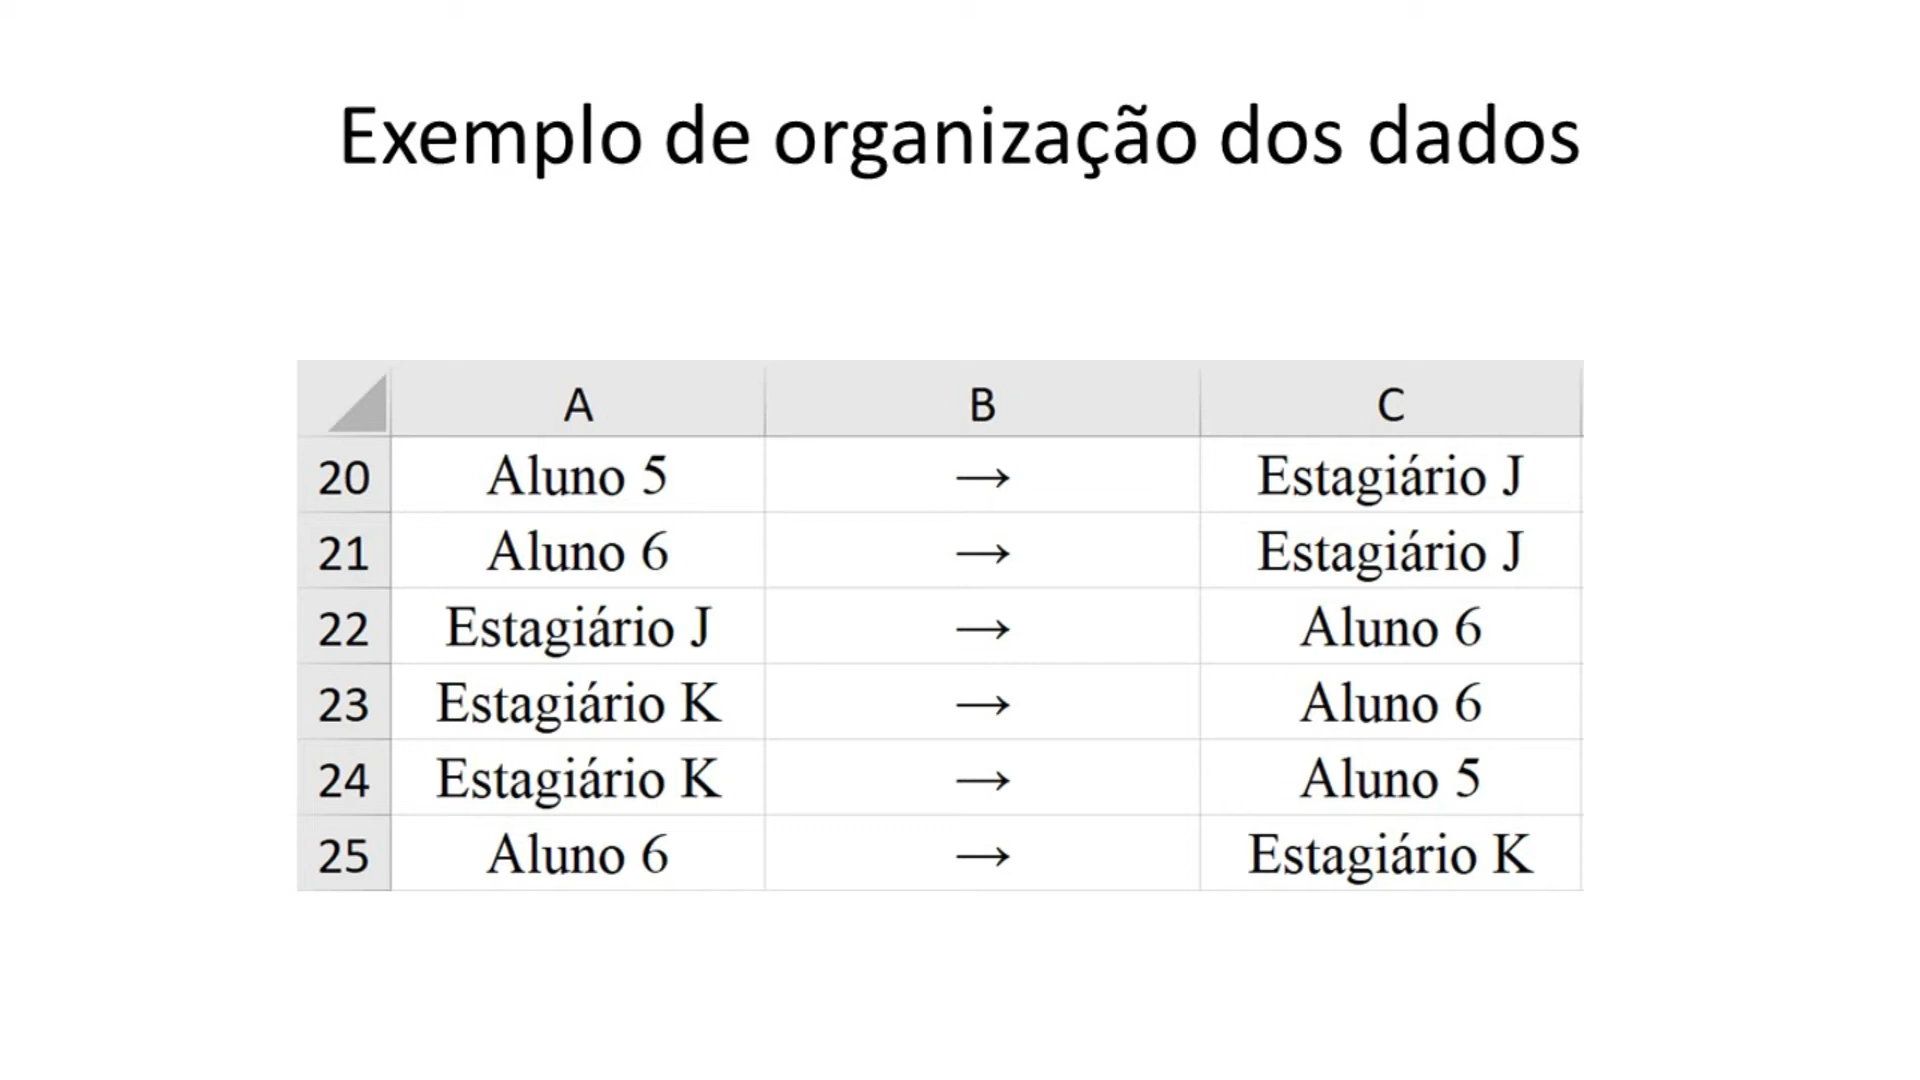 Exemplo de organização dos dados
A B C
20 Aluno 5 → Estagiário J
21 Aluno 6 → Estagiário J
22 Estagiário J → Aluno 6
23 Estagiário K → Aluno 6
24 Estagiário K → Aluno 5
25 Aluno 6 → Estagiário K